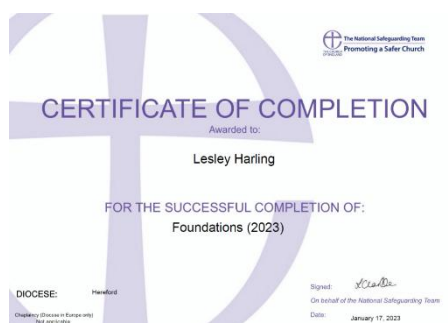 The National Safeguarding Team
Promoting a Safer Church
CERTIFICATE OF COMPLETION
Awarded to:
Lesley Harling
FOR THE SUCCESSFUL COMPLETION OF:
Foundations (2023)
DIOCESE: Hereford
Chaplaincy (Diocese in Europe only)
Not applicable
Signed:
On behalf of the National Safeguarding Team
Date: January 17, 2023